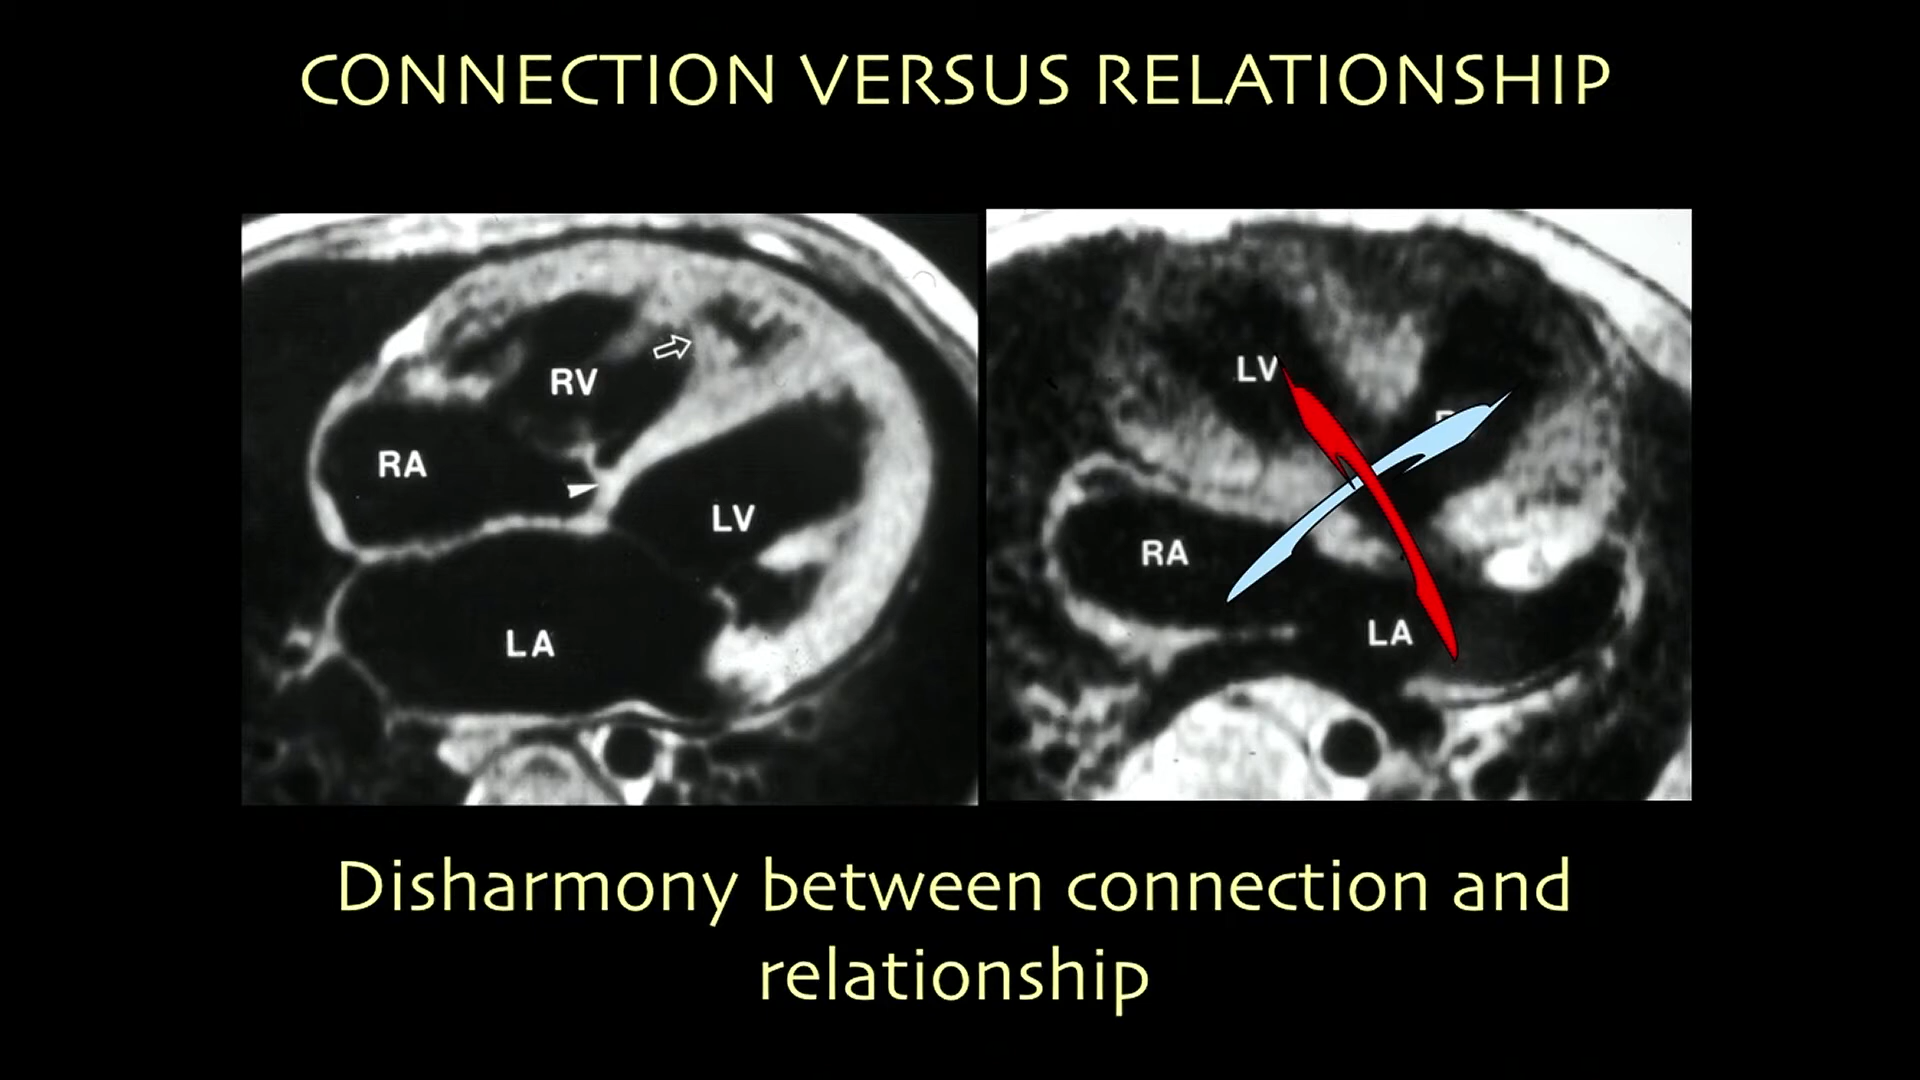 CONNECTION VERSUS RELATIONSHIP
RV
RA
LV
LA
LV
RA
LA
Disharmony between connection and
relationship